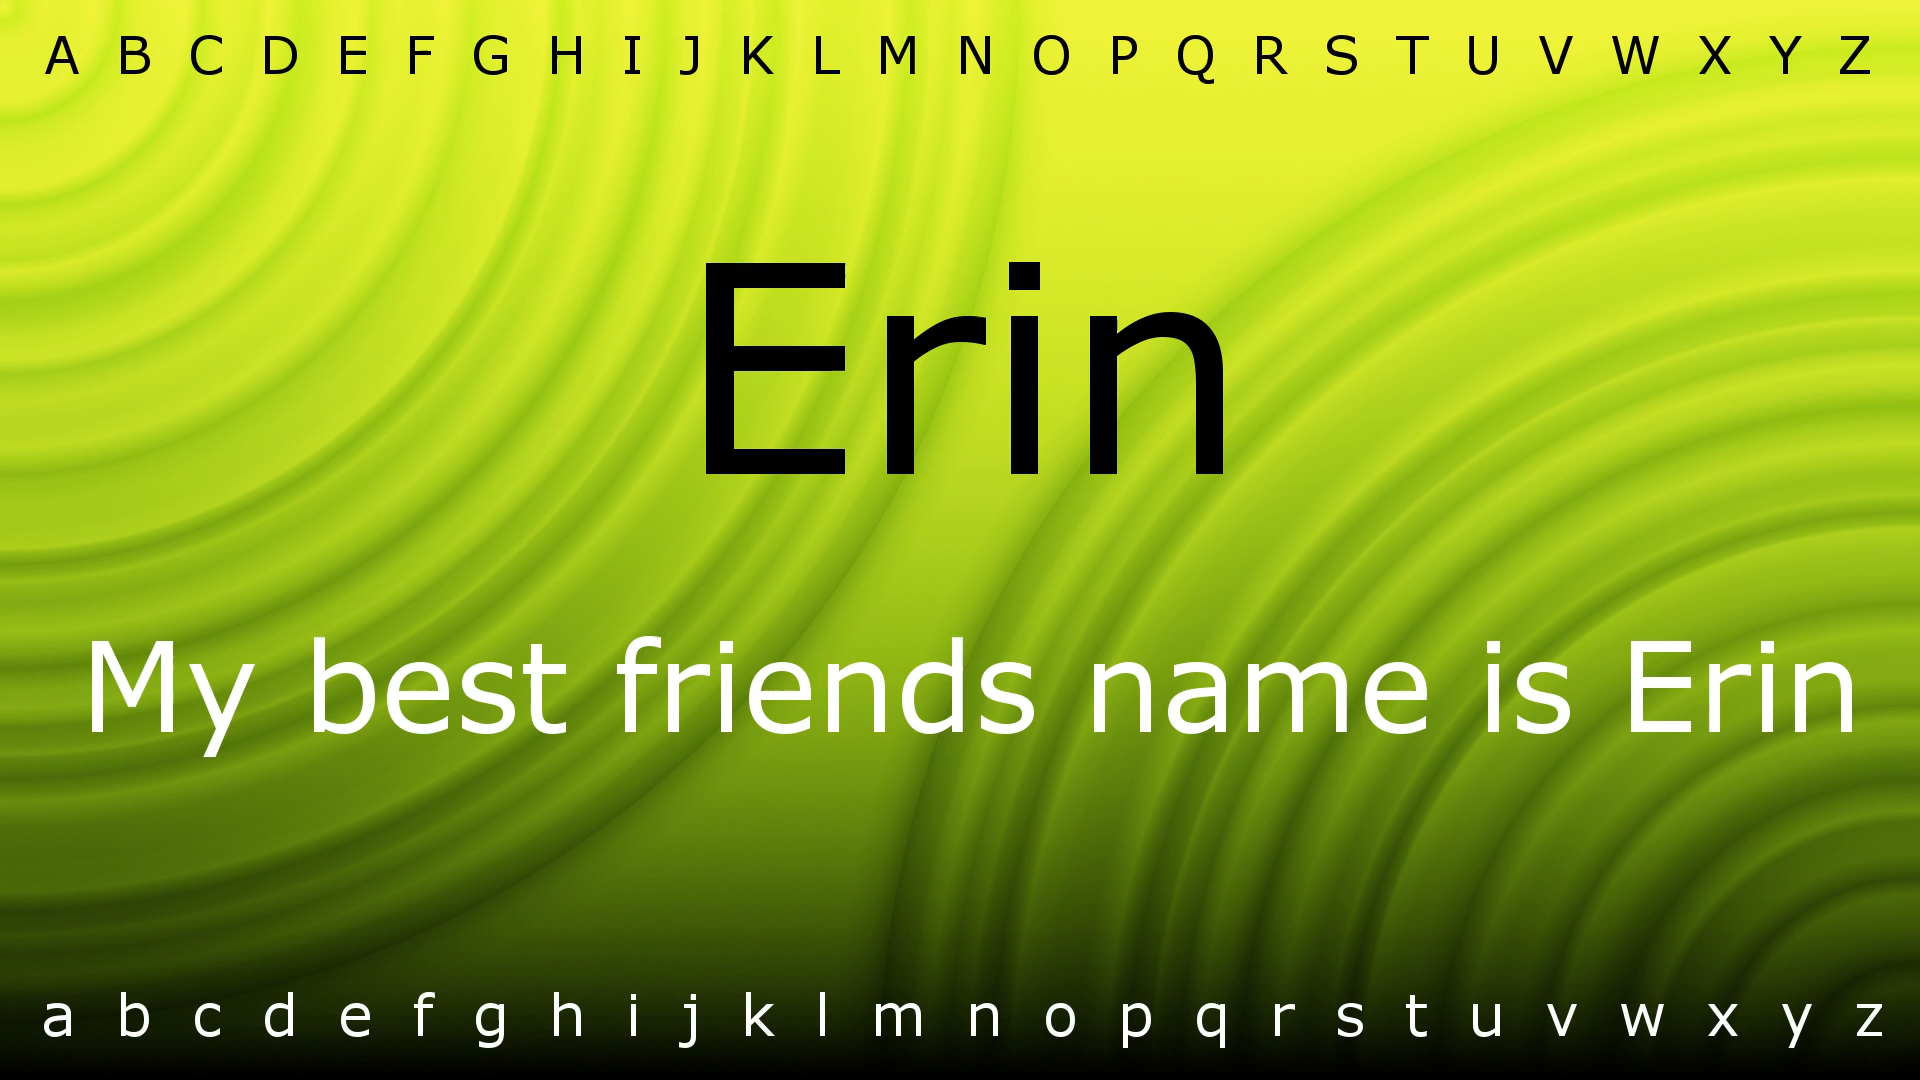 A B C D E F G H I J K L M N O P Q R S T U V W X Y Z
Erin
My best friends name is Erin
a b c d e f g h i j k l m n o p q r s t u v w x y z